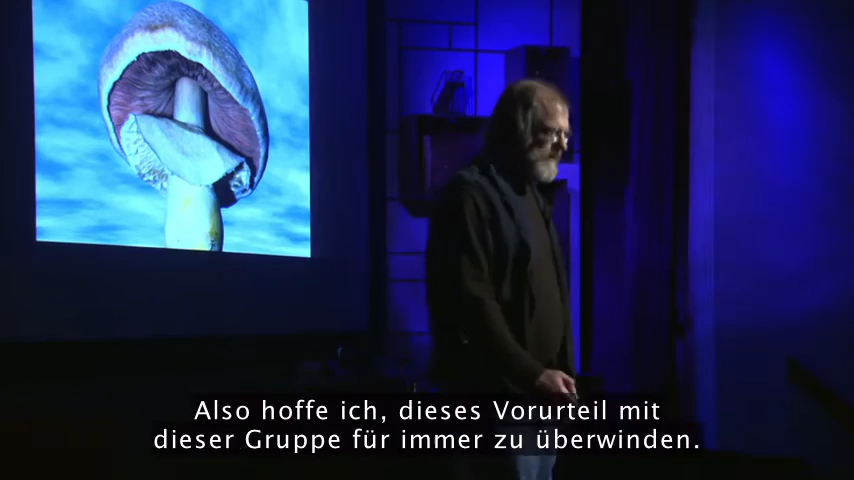 Also hoffe ich, dieses Vorurteil mit
dieser Gruppe für immer zu überwinden.